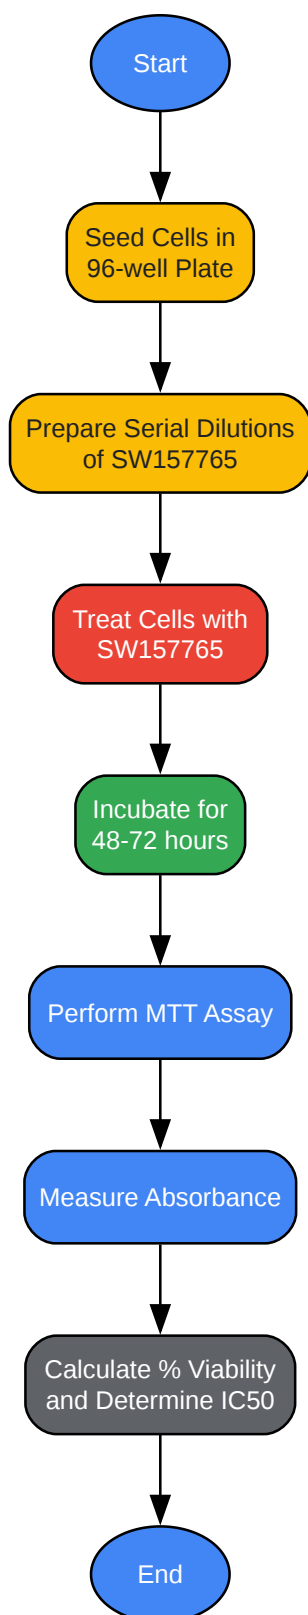 Start
Seed Cells in
96-well Plate
Prepare Serial Dilutions
of SW157765
Treat Cells with
SW157765
Incubate for
48-72 hours
Perform MTT Assay
Measure Absorbance
Calculate % Viability
and Determine IC50
End